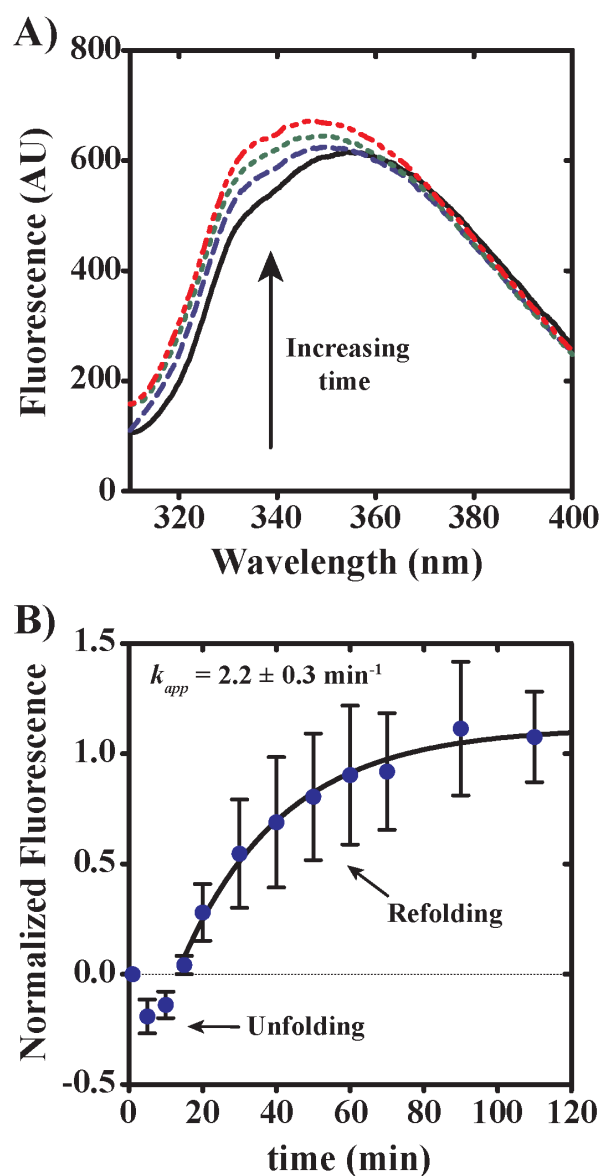 A)
800
600
400
200
0
Fluorescence (AU)
Increasing
time
320 340 360 380 400
Wavelength (nm)
B)
1.5
1.0
0.5
0.0
-0.5
Normalized Fluorescence
k_app = 2.2 ± 0.3 min⁻¹
Refolding
Unfolding
0 20 40 60 80 100 120
time (min)